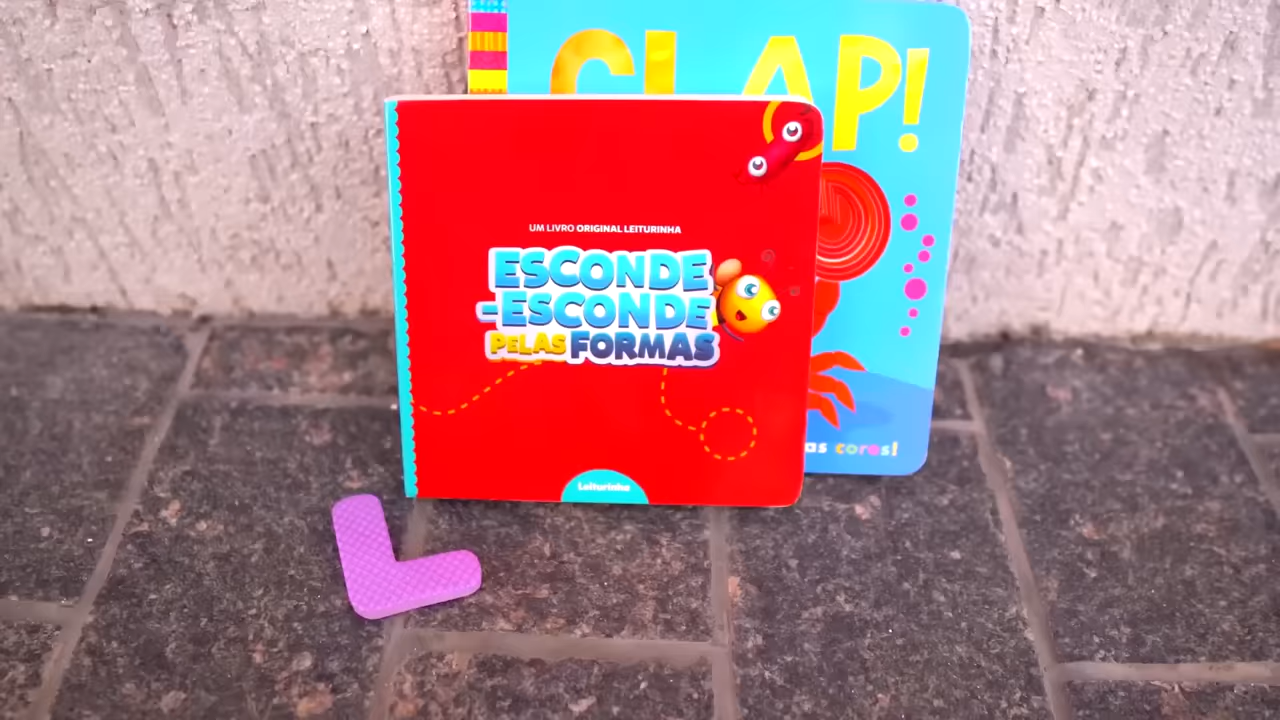 CLAP!
UM LIVRO ORIGINAL LEITURINHA
ESCONDE
-ESCONDE
PELAS FORMAS
as cores!
Leiturinha
L